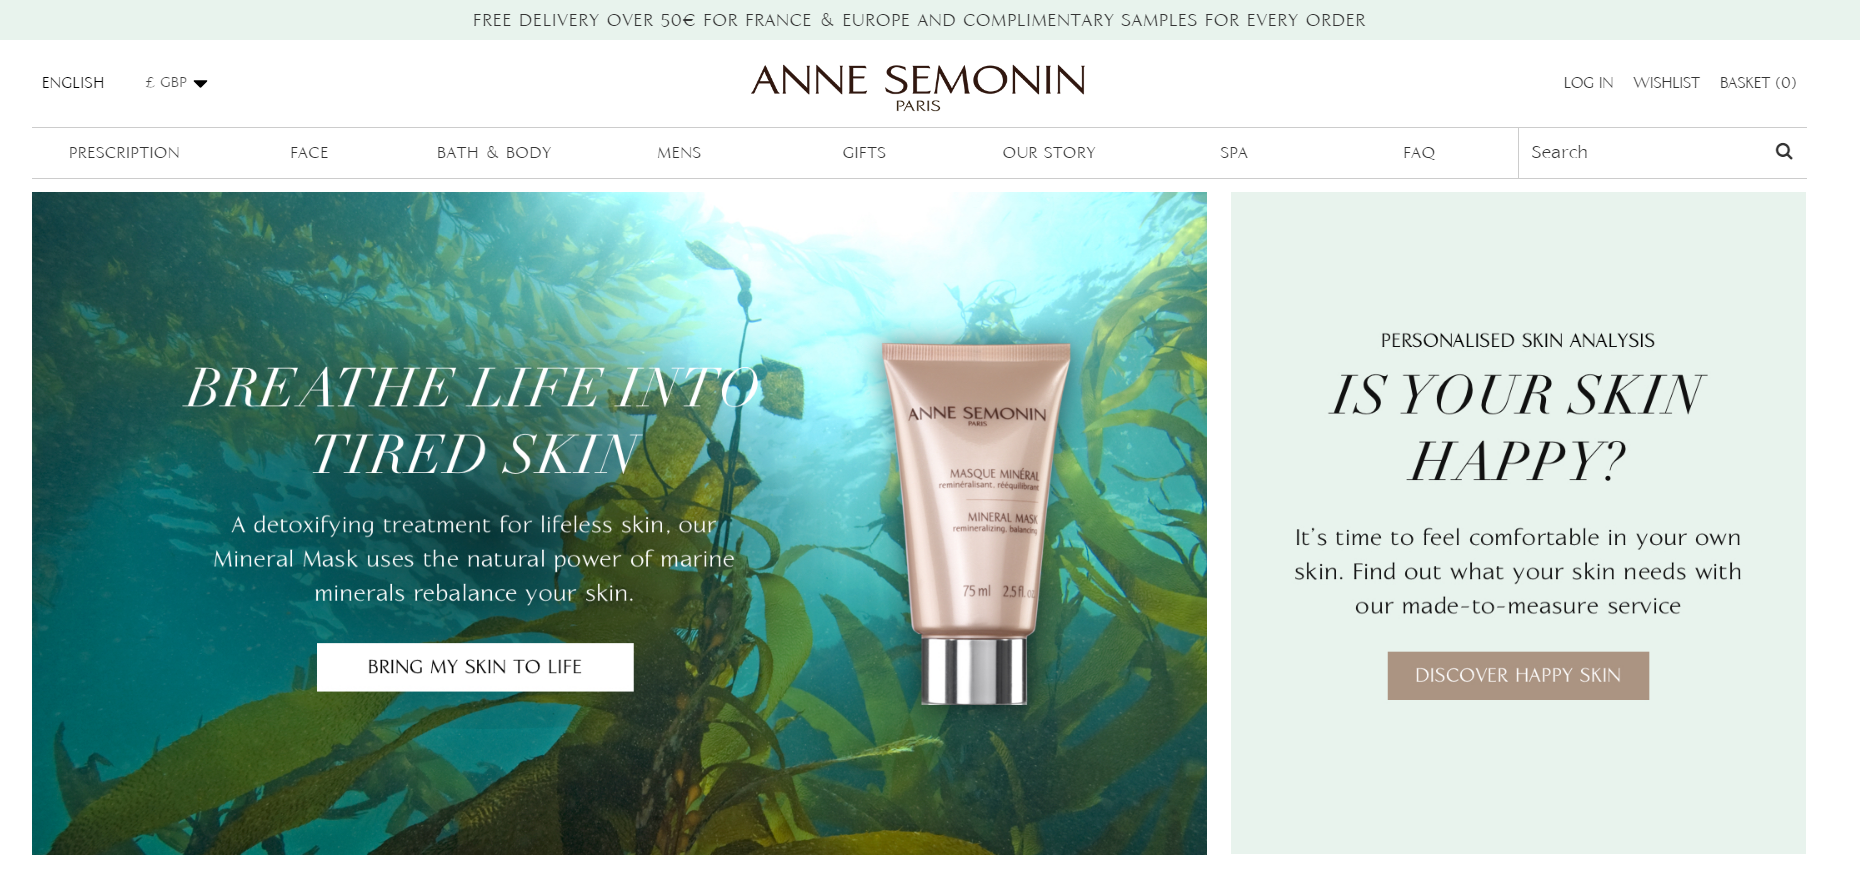 FREE DELIVERY OVER 50€ FOR FRANCE & EUROPE AND COMPLIMENTARY SAMPLES FOR EVERY ORDER
ENGLISH
£ GBP
ANNE SEMONIN
PARIS
LOG IN
WISHLIST
BASKET (0)
PRESCRIPTION
FACE
BATH & BODY
MENS
GIFTS
OUR STORY
SPA
FAQ
Search
BREATHE LIFE INTO
TIRED SKIN
A detoxifying treatment for lifeless skin, our
Mineral Mask uses the natural power of marine
minerals rebalance your skin.
BRING MY SKIN TO LIFE
ANNE SEMONIN
PARIS
MASQUE MINÉRAL
reminéralisant, rééquilibrant
MINERAL MASK
remineralizing, balancing
75 ml 2.5 fl. oz.
PERSONALISED SKIN ANALYSIS
IS YOUR SKIN
HAPPY?
It's time to feel comfortable in your own
skin. Find out what your skin needs with
our made-to-measure service
DISCOVER HAPPY SKIN